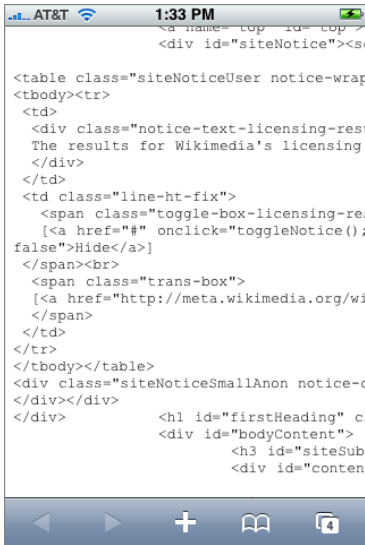 AT&T 1:33 PM
<a name="top" id="top">
<div id="siteNotice"><s
<table class="siteNoticeUser notice-wrap
<tbody><tr>
<td>
<div class="notice-text-licensing-res
The results for Wikimedia's licensing
</div>
</td>
<td class="line-ht-fix">
<span class="toggle-box-licensing-re
[<a href="#" onclick="toggleNotice();
false">Hide</a>]
</span><br>
<span class="trans-box">
[<a href="http://meta.wikimedia.org/wi
</span>
</td>
</tr>
</tbody></table>
<div class="siteNoticeSmallAnon notice-c
</div></div>
</div> <h1 id="firstHeading" c
<div id="bodyContent">
<h3 id="siteSub
<div id="conten
4